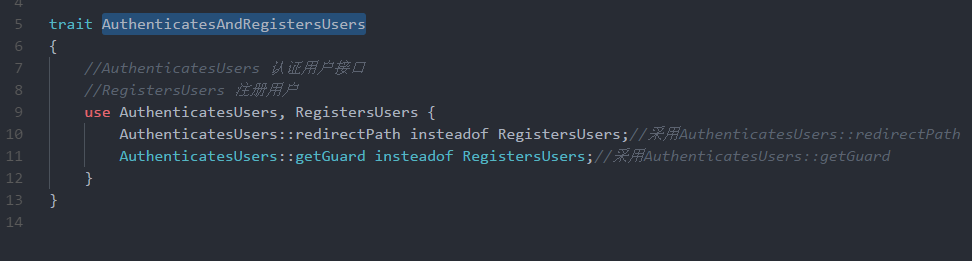 4
5 trait AuthenticatesAndRegistersUsers
6 {
7 //AuthenticatesUsers 认证用户接口
8 //RegistersUsers 注册用户
9 use AuthenticatesUsers, RegistersUsers {
10 AuthenticatesUsers::redirectPath insteadof RegistersUsers;//采用AuthenticatesUsers::redirectPath
11 AuthenticatesUsers::getGuard insteadof RegistersUsers;//采用AuthenticatesUsers::getGuard
12 }
13 }
14